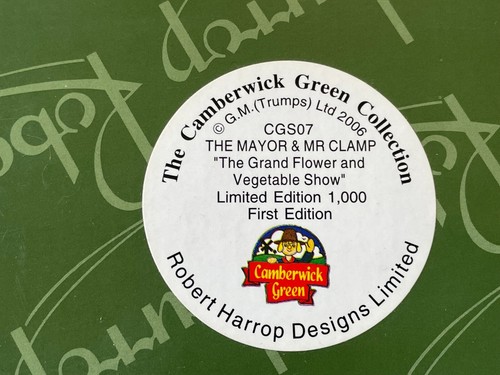 The Camberwick Green Collection
© G.M.(Trumps) Ltd 2006
CGS07
THE MAYOR & MR CLAMP
"The Grand Flower and
Vegetable Show"
Limited Edition 1,000
First Edition
Camberwick
Green
Robert Harrop Designs Limited